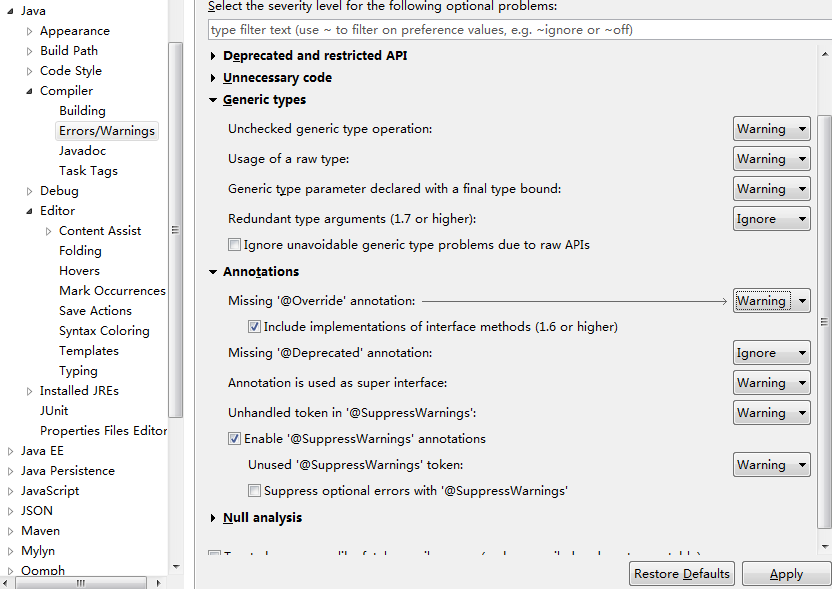 Java
Appearance
Build Path
Code Style
Compiler
Building
Errors/Warnings
Javadoc
Task Tags
Debug
Editor
Content Assist
Folding
Hovers
Mark Occurrences
Save Actions
Syntax Coloring
Templates
Typing
Installed JREs
JUnit
Properties Files Editor
Java EE
Java Persistence
JavaScript
JSON
Maven
Mylyn
Oomph
Select the severity level for the following optional problems:
type filter text (use ~ to filter on preference values, e.g. ~ignore or ~off)
Deprecated and restricted API
Unnecessary code
Generic types
Unchecked generic type operation: Warning
Usage of a raw type: Warning
Generic type parameter declared with a final type bound: Warning
Redundant type arguments (1.7 or higher): Ignore
Ignore unavoidable generic type problems due to raw APIs
Annotations
Missing '@Override' annotation: Warning
Include implementations of interface methods (1.6 or higher)
Missing '@Deprecated' annotation: Ignore
Annotation is used as super interface: Warning
Unhandled token in '@SuppressWarnings': Warning
Enable '@SuppressWarnings' annotations
Unused '@SuppressWarnings' token: Warning
Suppress optional errors with '@SuppressWarnings'
Null analysis
Restore Defaults Apply